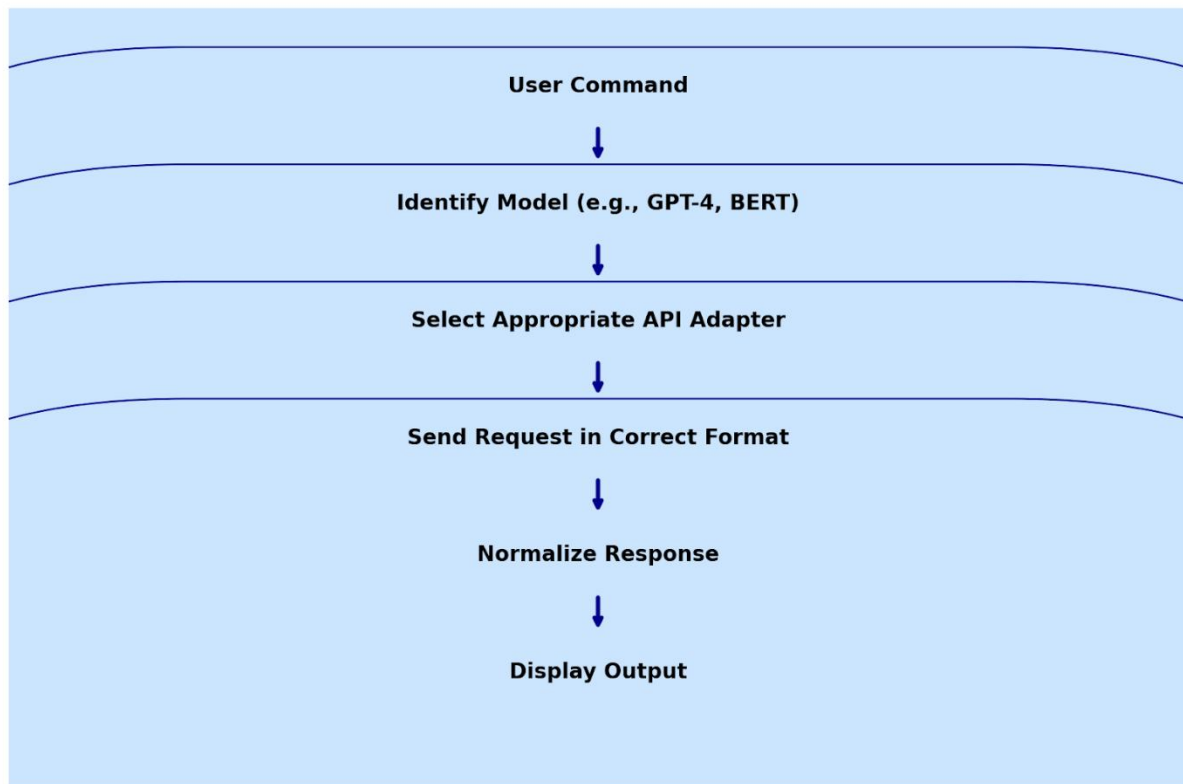 User Command
Identify Model (e.g., GPT-4, BERT)
Select Appropriate API Adapter
Send Request in Correct Format
Normalize Response
Display Output